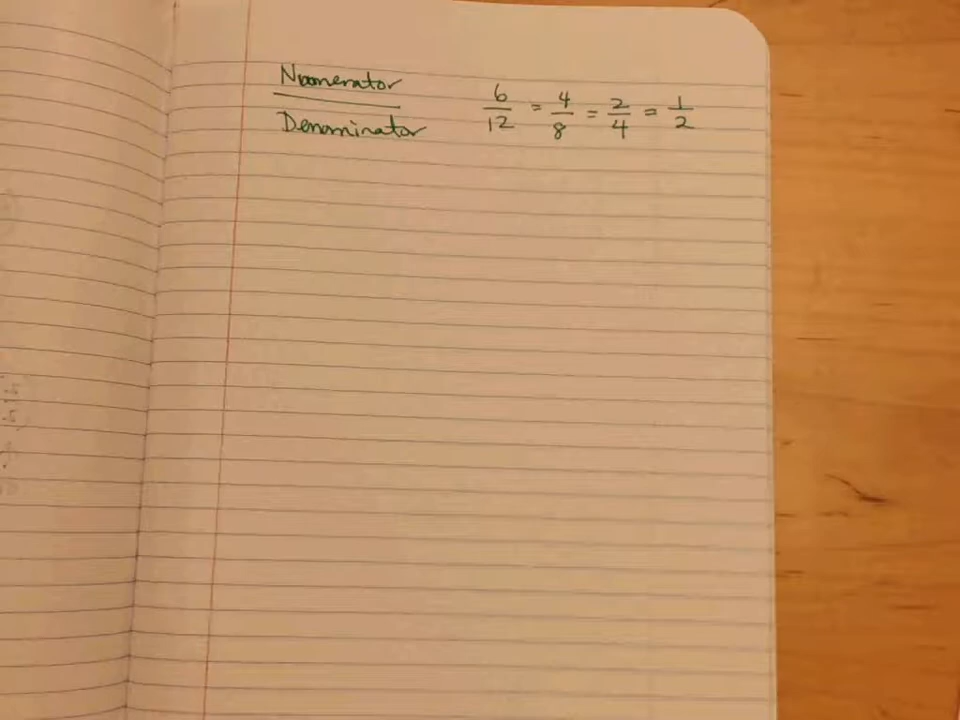 Numerator
Denominator
6/12 = 4/8 = 2/4 = 1/2